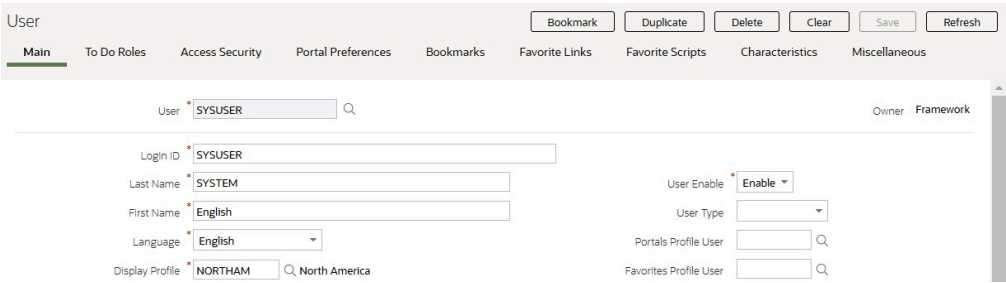 User Bookmark Duplicate Delete Clear Save Refresh
Main To Do Roles Access Security Portal Preferences Bookmarks Favorite Links Favorite Scripts Characteristics Miscellaneous
User * SYSUSER Owner Framework
Login ID * SYSUSER
Last Name * SYSTEM User Enable * Enable
First Name * English User Type
Language * English Portals Profile User
Display Profile * NORTHAM North America Favorites Profile User